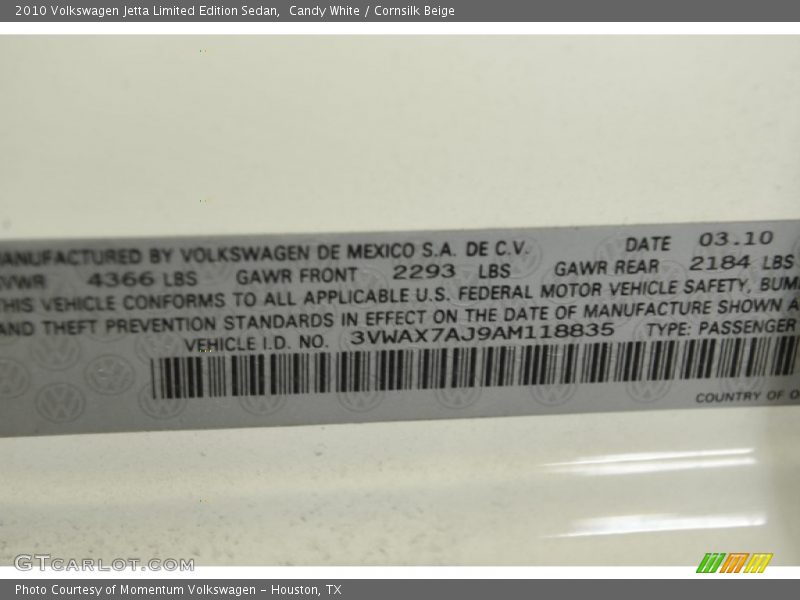 2010 Volkswagen Jetta Limited Edition Sedan, Candy White / Cornsilk Beige
MANUFACTURED BY VOLKSWAGEN DE MEXICO S.A. DE C.V. DATE 03.10
GVWR 4366 LBS GAWR FRONT 2293 LBS GAWR REAR 2184 LBS
THIS VEHICLE CONFORMS TO ALL APPLICABLE U.S. FEDERAL MOTOR VEHICLE SAFETY, BUM
AND THEFT PREVENTION STANDARDS IN EFFECT ON THE DATE OF MANUFACTURE SHOWN A
VEHICLE I.D. NO. 3VWAX7AJ9AM118835 TYPE: PASSENGER
COUNTRY OF O
GTCARLOT.COM
Photo Courtesy of Momentum Volkswagen - Houston, TX